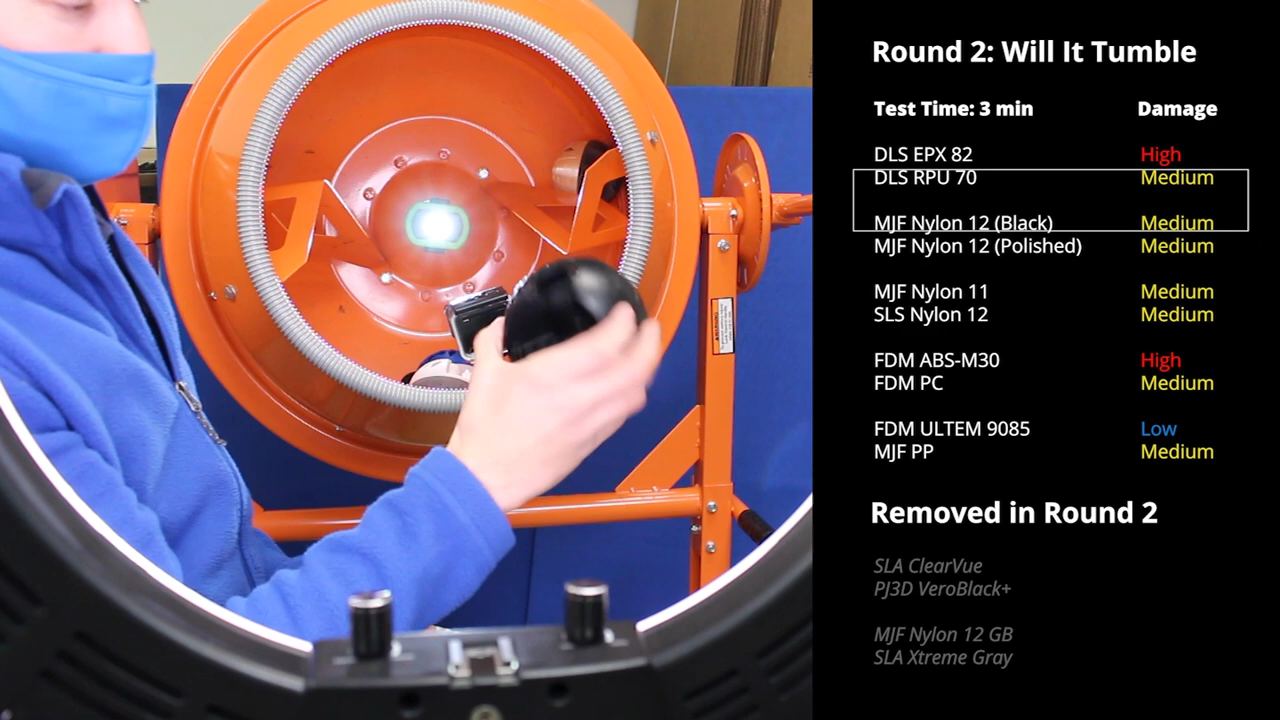 Round 2: Will It Tumble
Test Time: 3 min Damage
DLS EPX 82 High
DLS RPU 70 Medium
MJF Nylon 12 (Black) Medium
MJF Nylon 12 (Polished) Medium
MJF Nylon 11 Medium
SLS Nylon 12 Medium
FDM ABS-M30 High
FDM PC Medium
FDM ULTEM 9085 Low
MJF PP Medium
Removed in Round 2
SLA ClearVue
PJ3D VeroBlack+
MJF Nylon 12 GB
SLA Xtreme Gray